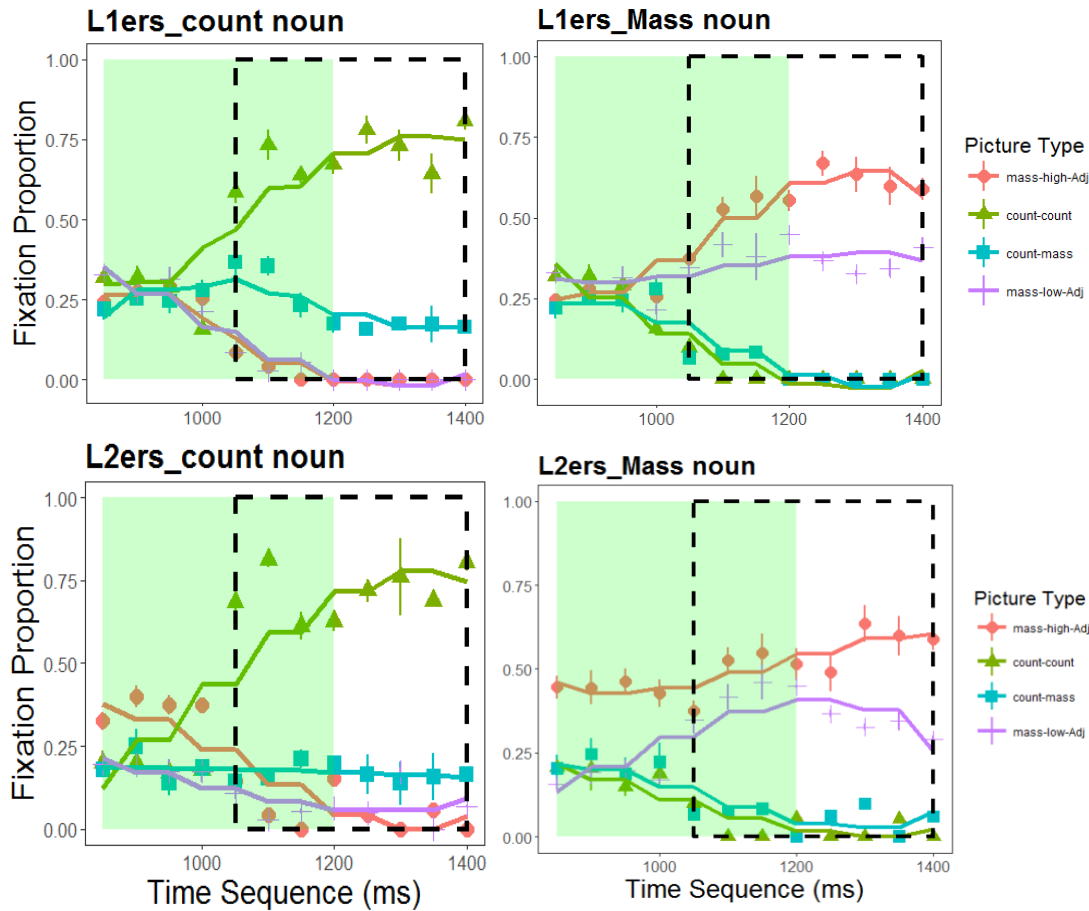 L1ers_count noun
L1ers_Mass noun
Fixation Proportion
1.00
0.75
0.50
0.25
0.00
1000
1200
1400
1.00
0.75
0.50
0.25
0.00
1000
1200
1400
Picture Type
mass-high-Adj
count-count
count-mass
mass-low-Adj
L2ers_count noun
L2ers_Mass noun
Fixation Proportion
1.00
0.75
0.50
0.25
0.00
1000
1200
1400
Time Sequence (ms)
1.00
0.75
0.50
0.25
0.00
1000
1200
1400
Time Sequence (ms)
Picture Type
mass-high-Adj
count-count
count-mass
mass-low-Adj